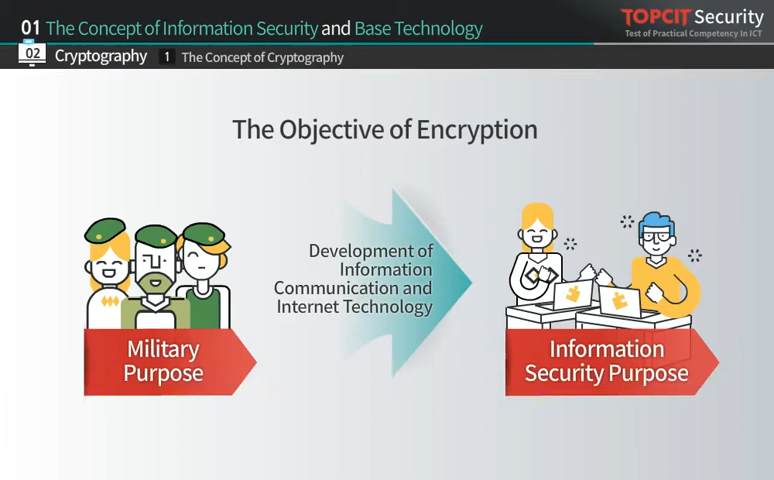 01 The Concept of Information Security and Base Technology
TOPCIT Security
Test of Practical Competency in ICT
02 Cryptography 1 The Concept of Cryptography
The Objective of Encryption
Development of
Information
Communication and
Internet Technology
Military
Purpose
Information
Security Purpose